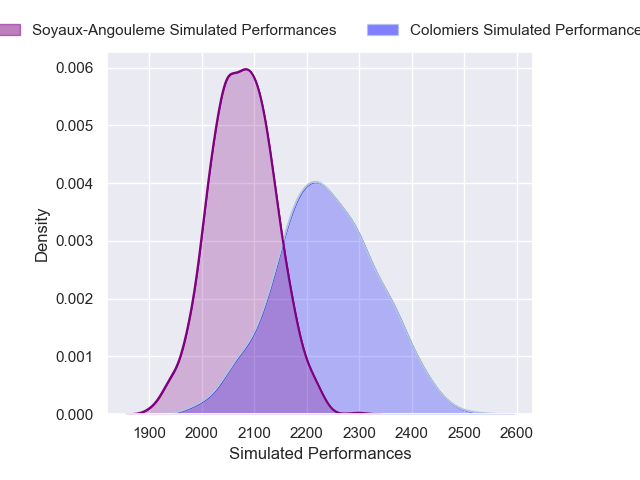 Soyaux-Angouleme Simulated Performances Colomiers Simulated Performance
0.006
0.005
0.004
0.003
0.002
0.001
0.000
Density
1900 2000 2100 2200 2300 2400 2500 2600
Simulated Performances